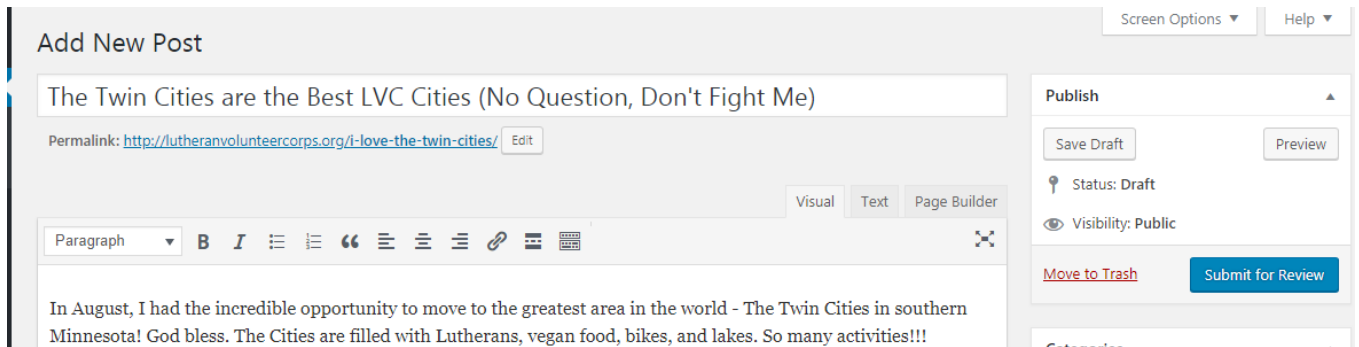 Screen Options ▼ Help ▼
Add New Post
The Twin Cities are the Best LVC Cities (No Question, Don't Fight Me)
Permalink: http://lutheranvolunteercorps.org/i-love-the-twin-cities/ Edit
Visual Text Page Builder
Paragraph ▼ B I
In August, I had the incredible opportunity to move to the greatest area in the world - The Twin Cities in southern
Minnesota! God bless. The Cities are filled with Lutherans, vegan food, bikes, and lakes. So many activities!!!
Publish
Save Draft Preview
Status: Draft
Visibility: Public
Move to Trash Submit for Review